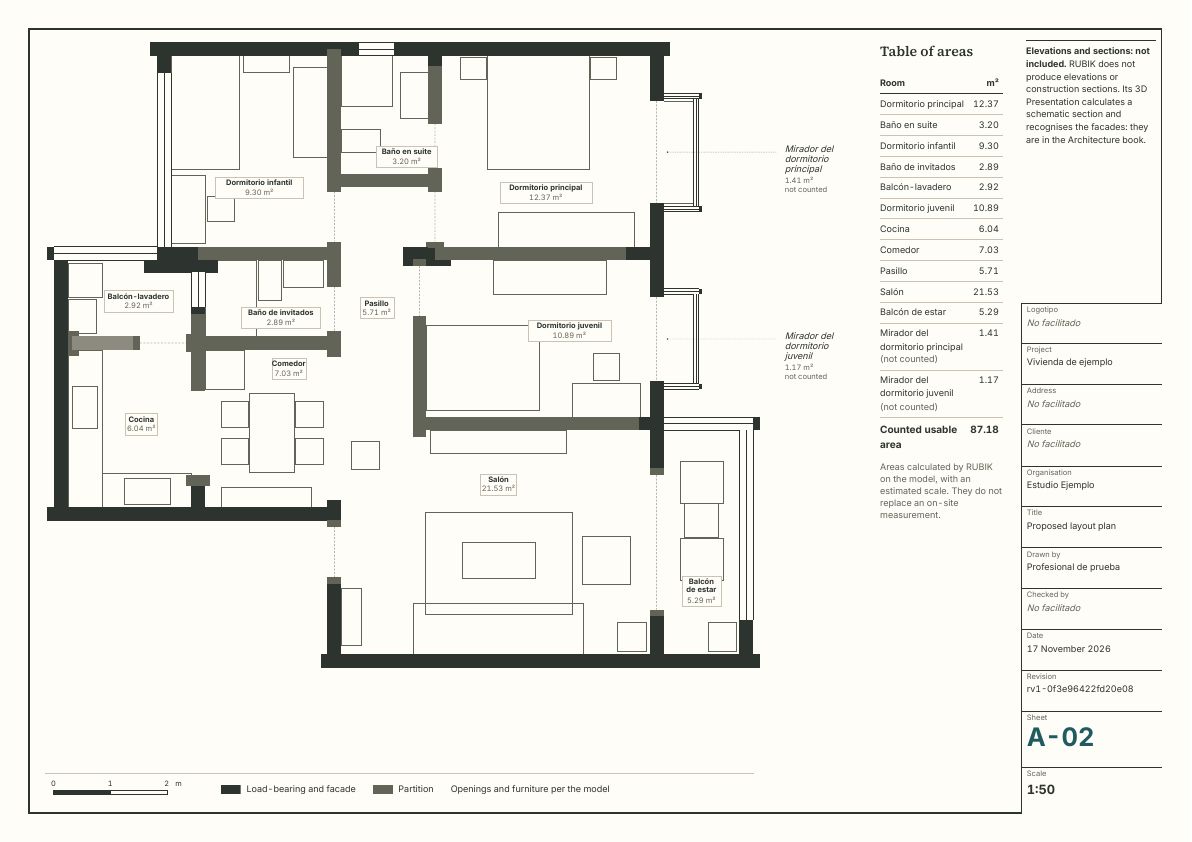 Dormitorio infantil
9.30 m²
Baño en suite
3.20 m²
Dormitorio principal
12.37 m²
Mirador del
dormitorio
principal
1.41 m²
not counted
Balcón-lavadero
2.92 m²
Baño de invitados
2.89 m²
Pasillo
5.71 m²
Dormitorio juvenil
10.89 m²
Mirador del
dormitorio
juvenil
1.17 m²
not counted
Comedor
7.03 m²
Cocina
6.04 m²
Salón
21.53 m²
Balcón
de estar
5.29 m²
0 1 2 m
Load-bearing and facade
Partition
Openings and furniture per the model
Table of areas
Room m²
Dormitorio principal 12.37
Baño en suite 3.20
Dormitorio infantil 9.30
Baño de invitados 2.89
Balcón-lavadero 2.92
Dormitorio juvenil 10.89
Cocina 6.04
Comedor 7.03
Pasillo 5.71
Salón 21.53
Balcón de estar 5.29
Mirador del 1.41
dormitorio principal
(not counted)
Mirador del 1.17
dormitorio juvenil
(not counted)
Counted usable 87.18
area
Areas calculated by RUBIK
on the model, with an
estimated scale. They do not
replace an on-site
measurement.
Elevations and sections: not
included. RUBIK does not
produce elevations or
construction sections. Its 3D
Presentation calculates a
schematic section and
recognises the facades: they
are in the Architecture book.
Logotipo
No facilitado
Project
Vivienda de ejemplo
Address
No facilitado
Cliente
No facilitado
Organisation
Estudio Ejemplo
Title
Proposed layout plan
Drawn by
Profesional de prueba
Checked by
No facilitado
Date
17 November 2026
Revision
rv1-0f3e96422fd20e08
Sheet
A-02
Scale
1:50